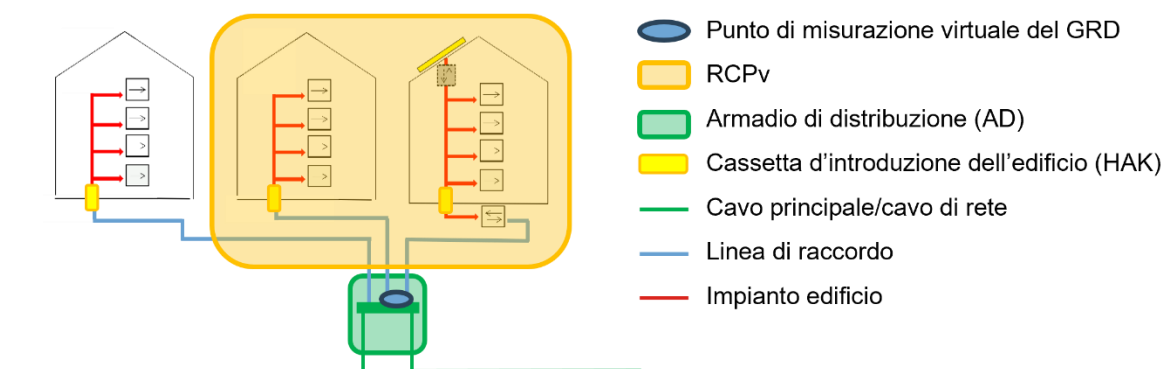 Punto di misurazione virtuale del GRD
RCPv
Armadio di distribuzione (AD)
Cassetta d'introduzione dell'edificio (HAK)
Cavo principale/cavo di rete
Linea di raccordo
Impianto edificio